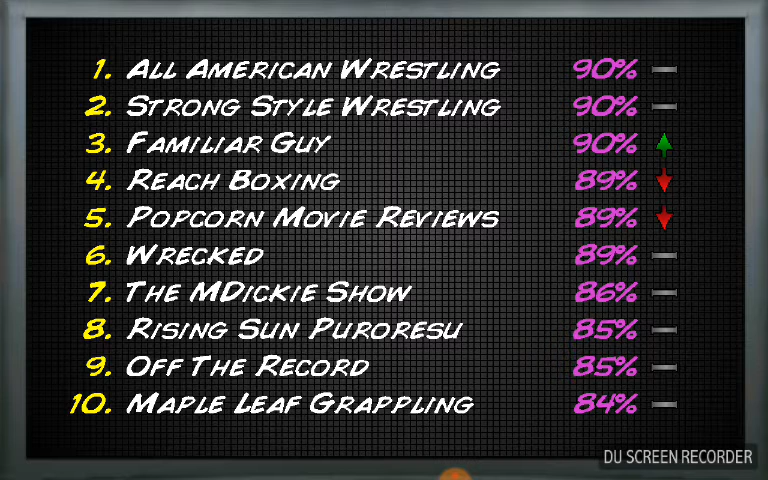 1. All American Wrestling 90%
2. Strong Style Wrestling 90%
3. Familiar Guy 90%
4. Reach Boxing 89%
5. Popcorn Movie Reviews 89%
6. Wrecked 89%
7. The MDickie Show 86%
8. Rising Sun Puroresu 85%
9. Off The Record 85%
10. Maple Leaf Grappling 84%
DU SCREEN RECORDER